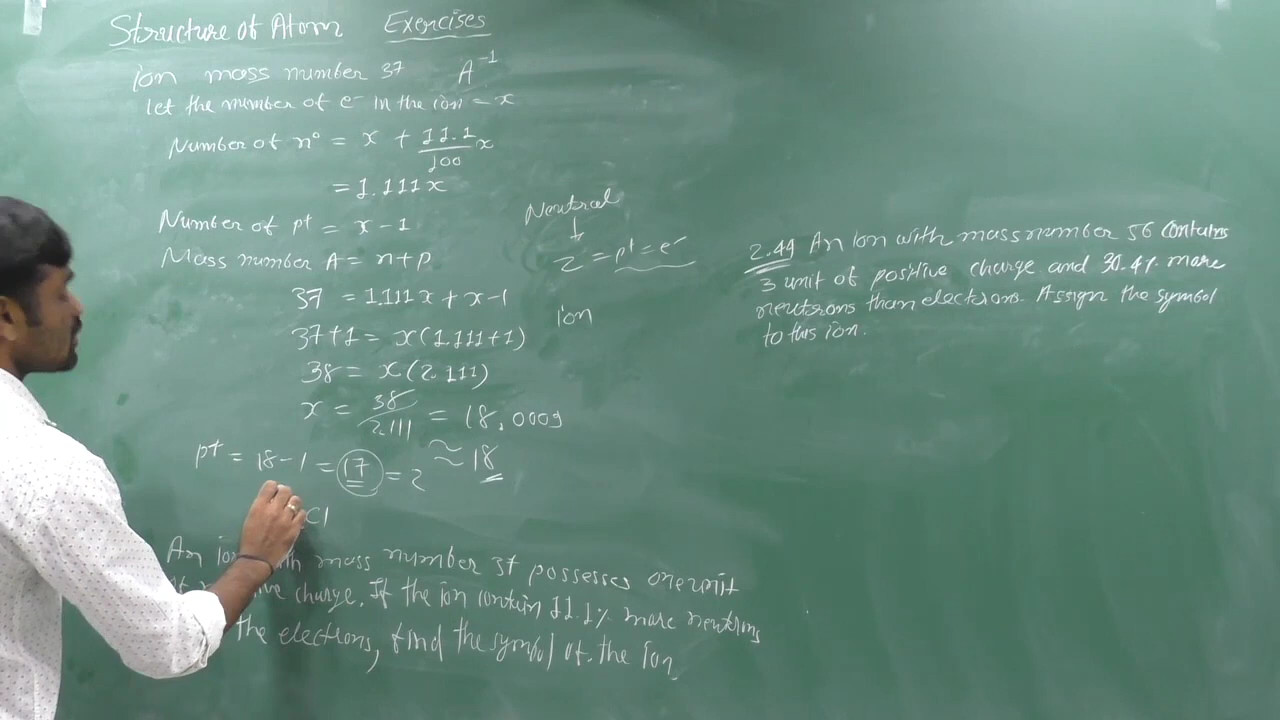 Structure of Atom Exercises
ion mass number 37 A⁻¹
let the number of e⁻ in the ion = x
Number of n° = x + 11.1/100 x
= 1.111x
Number of p⁺ = x - 1
Mass number A = n + p
37 = 1.111x + x - 1
37 + 1 = x(1.111 + 1)
38 = x(2.111)
x = 38/2.111 = 18.0009
≈ 18
p⁺ = 18 - 1 = 17 = Z
Cl
Neutral
↓
Z = p⁺ = e⁻
ion
An with mass number 37 possesses one unit
charge. If the ion contain 11.1% more neutrons
the electrons, find the symbol of the ion
2.49 An ion with mass number 56 contains
3 unit of positive charge and 30.4% more
neutrons than electrons. Assign the symbol
to this ion.